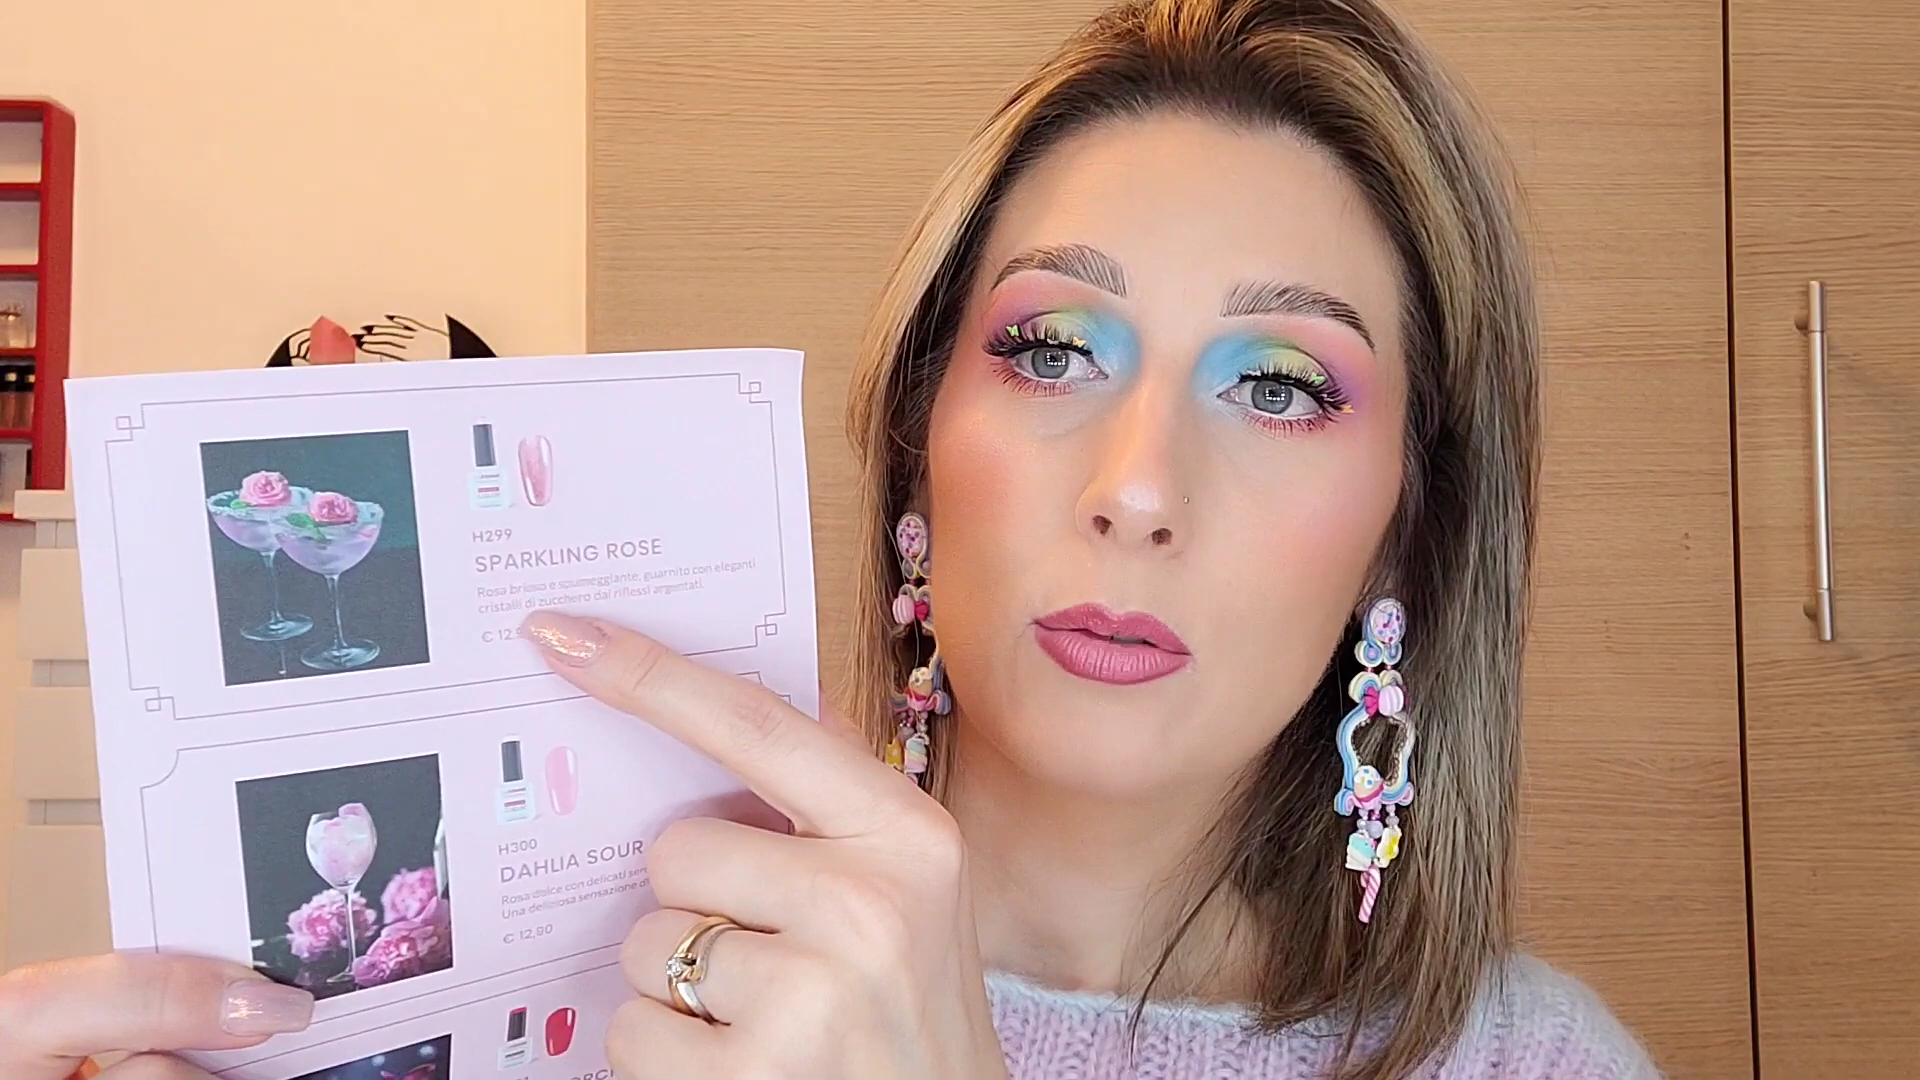 H299
SPARKLING ROSE
Rosa brioso e spumeggiante, guarnito con eleganti
cristalli di zucchero dai riflessi argentati.
€ 12,9
H300
DAHLIA SOUR
Rosa dolce con delicati
Una deliziosa sensazione
€ 12,90